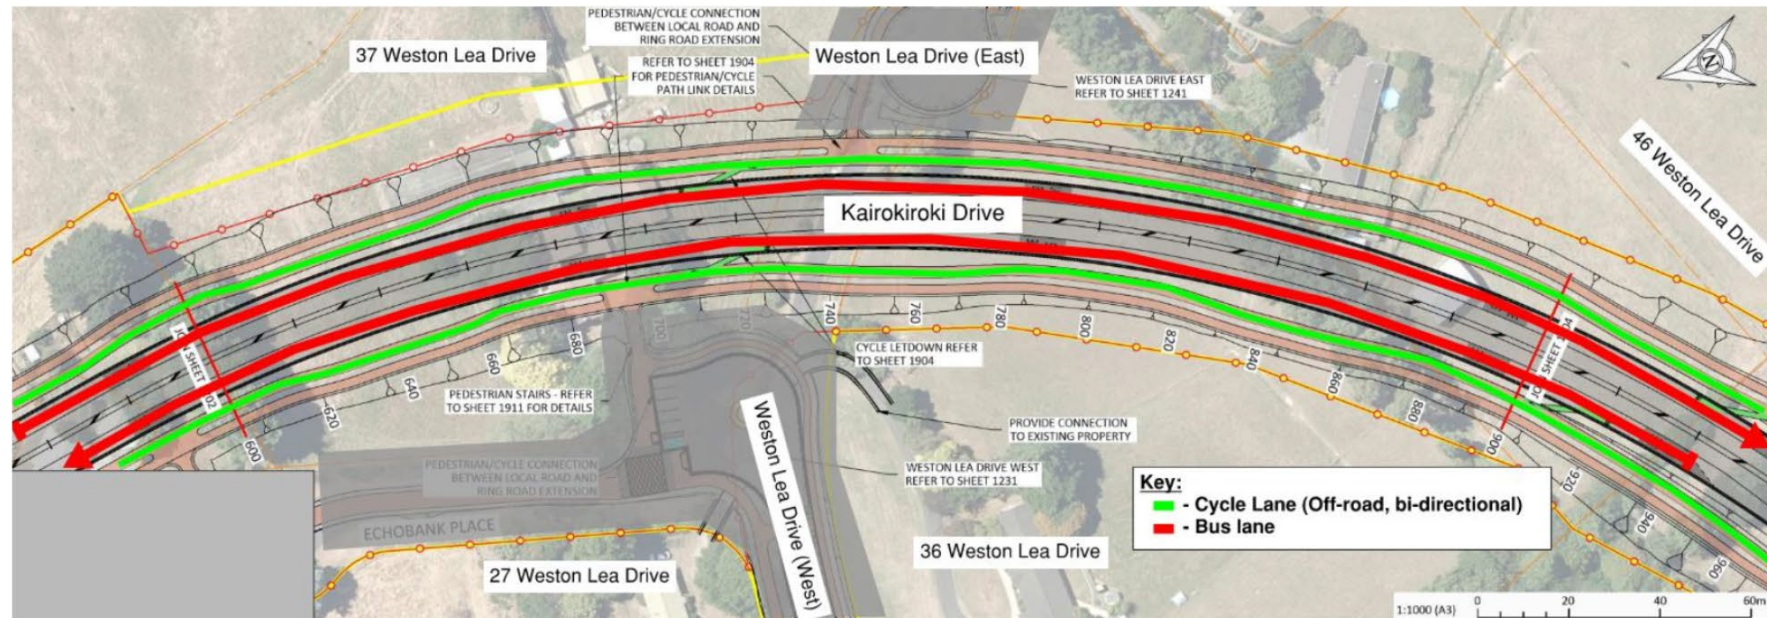 PEDESTRIAN/CYCLE CONNECTION
BETWEEN LOCAL ROAD AND
RING ROAD EXTENSION
37 Weston Lea Drive
Weston Lea Drive (East)
REFER TO SHEET 1904
FOR PEDESTRIAN/CYCLE
PATH LINK DETAILS
WESTON LEA DRIVE EAST
REFER TO SHEET 1241
N
46 Weston Lea Drive
Kairokiroki Drive
600
620
640
660
680
700
720
740
760
780
800
820
840
860
880
900
920
940
960
CYCLE LETDOWN REFER
TO SHEET 1904
PEDESTRIAN STAIRS - REFER
TO SHEET 1911 FOR DETAILS
PROVIDE CONNECTION
TO EXISTING PROPERTY
PEDESTRIAN/CYCLE CONNECTION
BETWEEN LOCAL ROAD AND
RING ROAD EXTENSION
WESTON LEA DRIVE WEST
REFER TO SHEET 1231
Weston Lea Drive (West)
ECHOBANK PLACE
27 Weston Lea Drive
36 Weston Lea Drive
Key:
- Cycle Lane (Off-road, bi-directional)
- Bus lane
1:1000 (A3)
0 20 40 60m